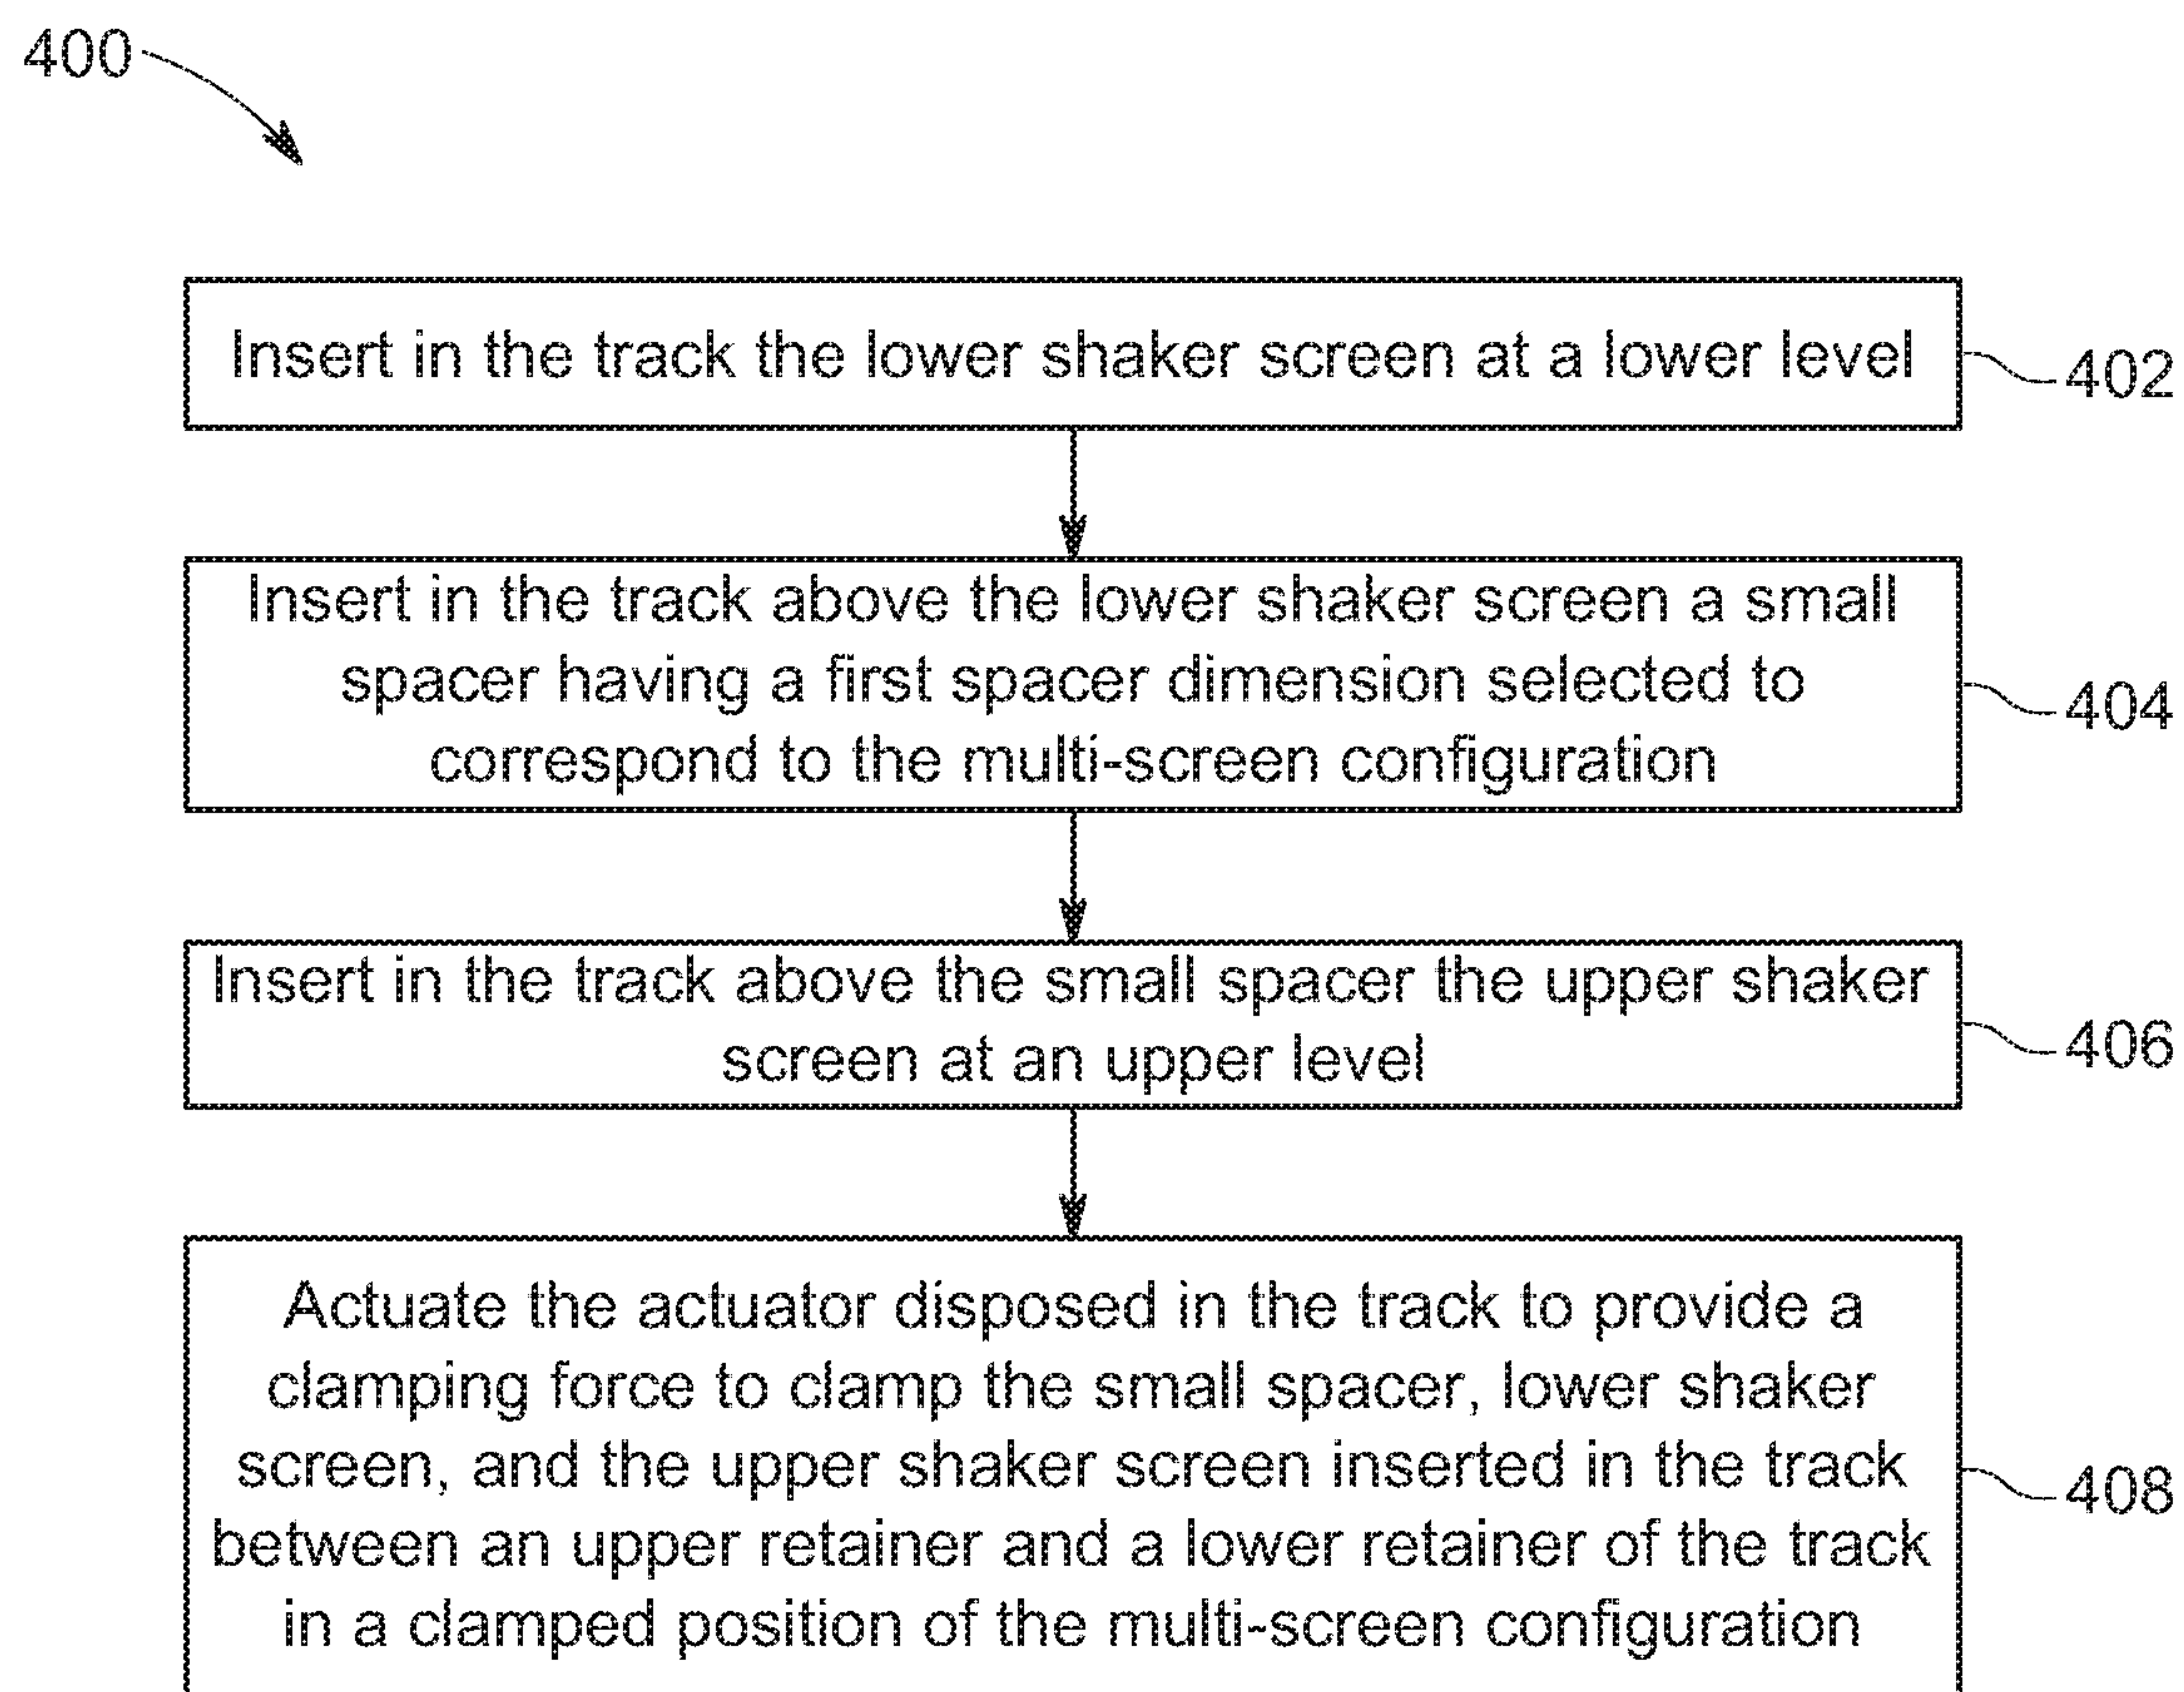 400
Insert in the track the lower shaker screen at a lower level
402
Insert in the track above the lower shaker screen a small
spacer having a first spacer dimension selected to
correspond to the multi-screen configuration
404
Insert in the track above the small spacer the upper shaker
screen at an upper level
406
Actuate the actuator disposed in the track to provide a
clamping force to clamp the small spacer, lower shaker
screen, and the upper shaker screen inserted in the track
between an upper retainer and a lower retainer of the track
in a clamped position of the multi-screen configuration
408